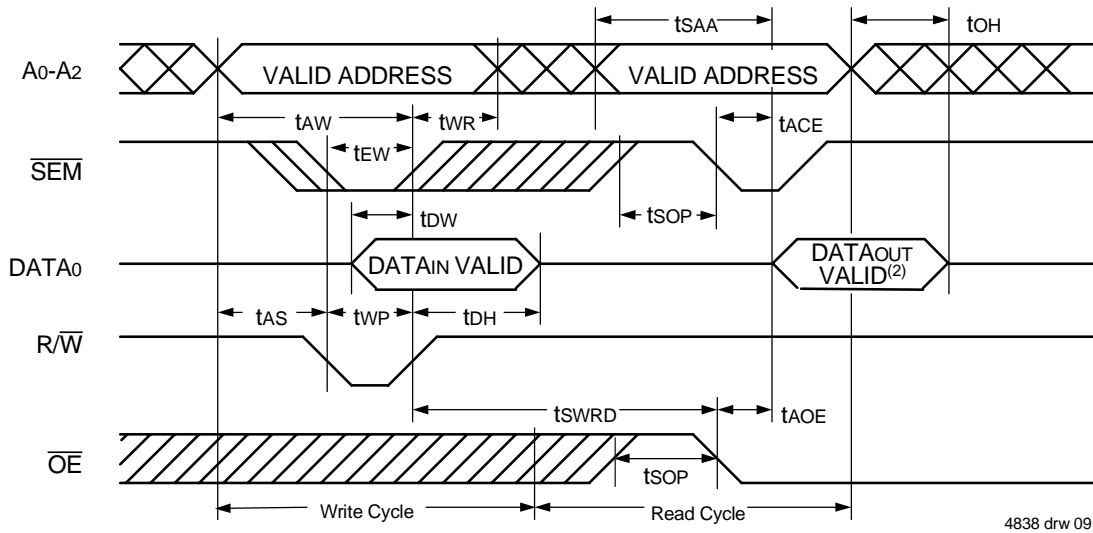 tSAA
tOH
A0-A2
VALID ADDRESS
VALID ADDRESS
tAW
tWR
tACE
tEW
SEM
tSOP
tDW
DATA0
DATAIN VALID
DATAOUT
VALID(2)
tAS
tWP
tDH
R/W
tSWRD
tAOE
OE
tSOP
Write Cycle
Read Cycle
4838 drw 09